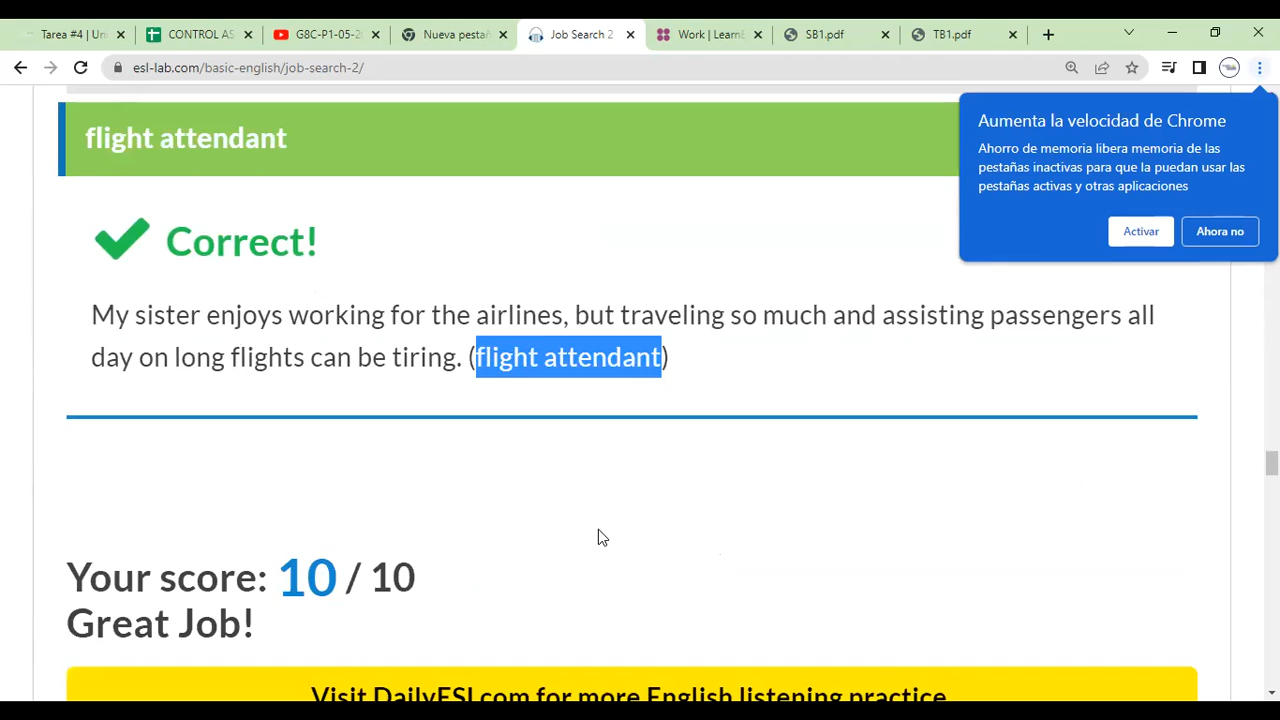 Tarea #4 | Un
CONTROL AS
G8C-P1-05-2
Nueva pestañ
Job Search 2
Work | LearnE
SB1.pdf
TB1.pdf
esl-lab.com/basic-english/job-search-2/
flight attendant
Aumenta la velocidad de Chrome
Ahorro de memoria libera memoria de las
pestañas inactivas para que la puedan usar las
pestañas activas y otras aplicaciones
Activar
Ahora no
Correct!
My sister enjoys working for the airlines, but traveling so much and assisting passengers all
day on long flights can be tiring. (flight attendant)
Your score: 10 / 10
Great Job!
Visit DailyESL.com for more English listening practice